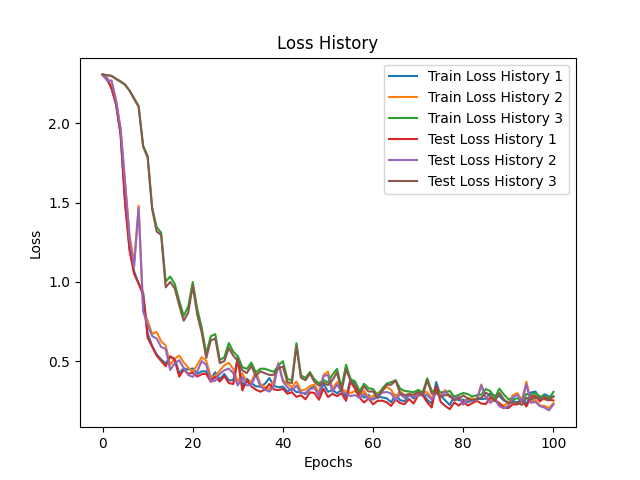 Loss History
Train Loss History 1
Train Loss History 2
Train Loss History 3
Test Loss History 1
Test Loss History 2
Test Loss History 3
2.0
1.5
1.0
0.5
Loss
0 20 40 60 80 100
Epochs